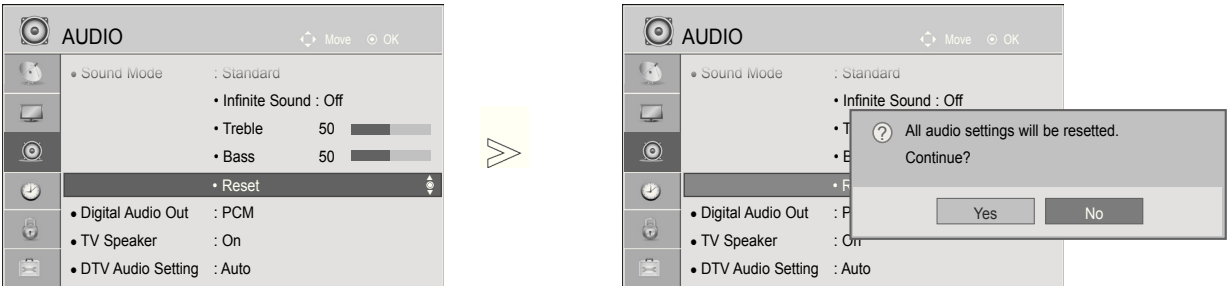 AUDIO Move OK
• Sound Mode : Standard
• Infinite Sound : Off
• Treble 50
• Bass 50
• Reset
• Digital Audio Out : PCM
• TV Speaker : On
• DTV Audio Setting : Auto
>
AUDIO Move OK
• Sound Mode : Standard
• Infinite Sound : Off
• T
• B
• R
• Digital Audio Out : P
• TV Speaker : On
• DTV Audio Setting : Auto
? All audio settings will be resetted.
Continue?
Yes No